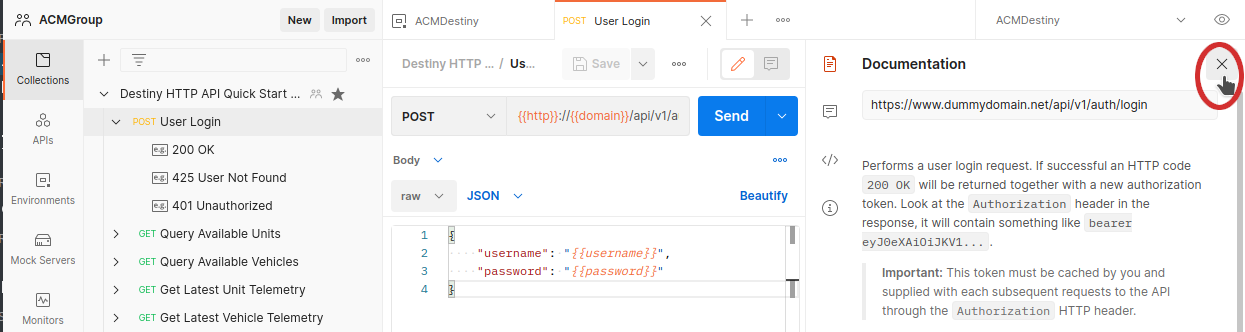 ACMGroup
New
Import
Collections
APIs
Environments
Mock Servers
Monitors
Destiny HTTP API Quick Start ...
POST User Login
e.g. 200 OK
e.g. 425 User Not Found
e.g. 401 Unauthorized
GET Query Available Units
GET Query Available Vehicles
GET Get Latest Unit Telemetry
GET Get Latest Vehicle Telemetry
ACMDestiny
POST User Login
ACMDestiny
Destiny HTTP ... / Us...
Save
POST
{{http}}://{{domain}}/api/v1/a
Send
Body
raw
JSON
Beautify
1 {
2 "username": "{{username}}",
3 "password": "{{password}}"
4 }
Documentation
https://www.dummydomain.net/api/v1/auth/login
Performs a user login request. If successful an HTTP code
200 OK will be returned together with a new authorization
token. Look at the Authorization header in the
response, it will contain something like bearer
eyJ0eXAiOiJKV1... .
Important: This token must be cached by you and
supplied with each subsequent requests to the API
through the Authorization HTTP header.